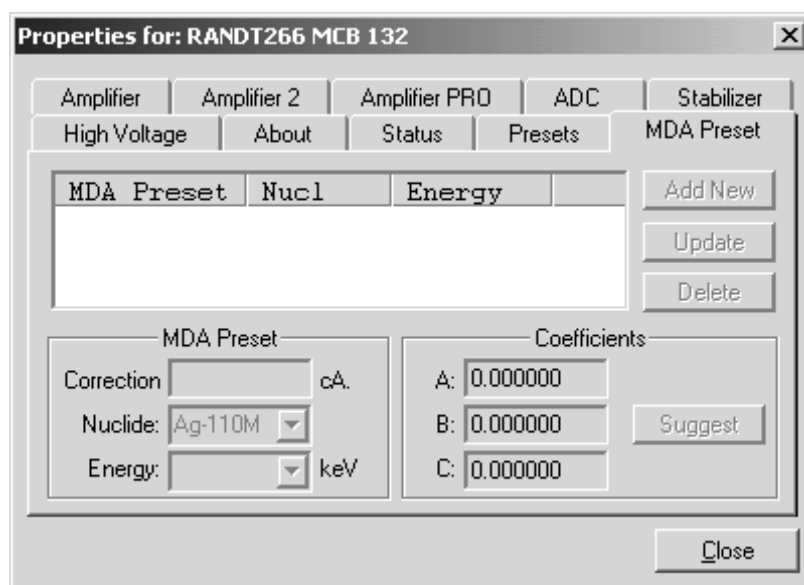 Properties for: RANDT266 MCB 132
Amplifier Amplifier 2 Amplifier PRO ADC Stabilizer
High Voltage About Status Presets MDA Preset
MDA Preset Nucl Energy
Add New
Update
Delete
MDA Preset
Correction cA.
Nuclide: Ag-110M
Energy: keV
Coefficients
A: 0.000000
B: 0.000000
C: 0.000000
Suggest
Close